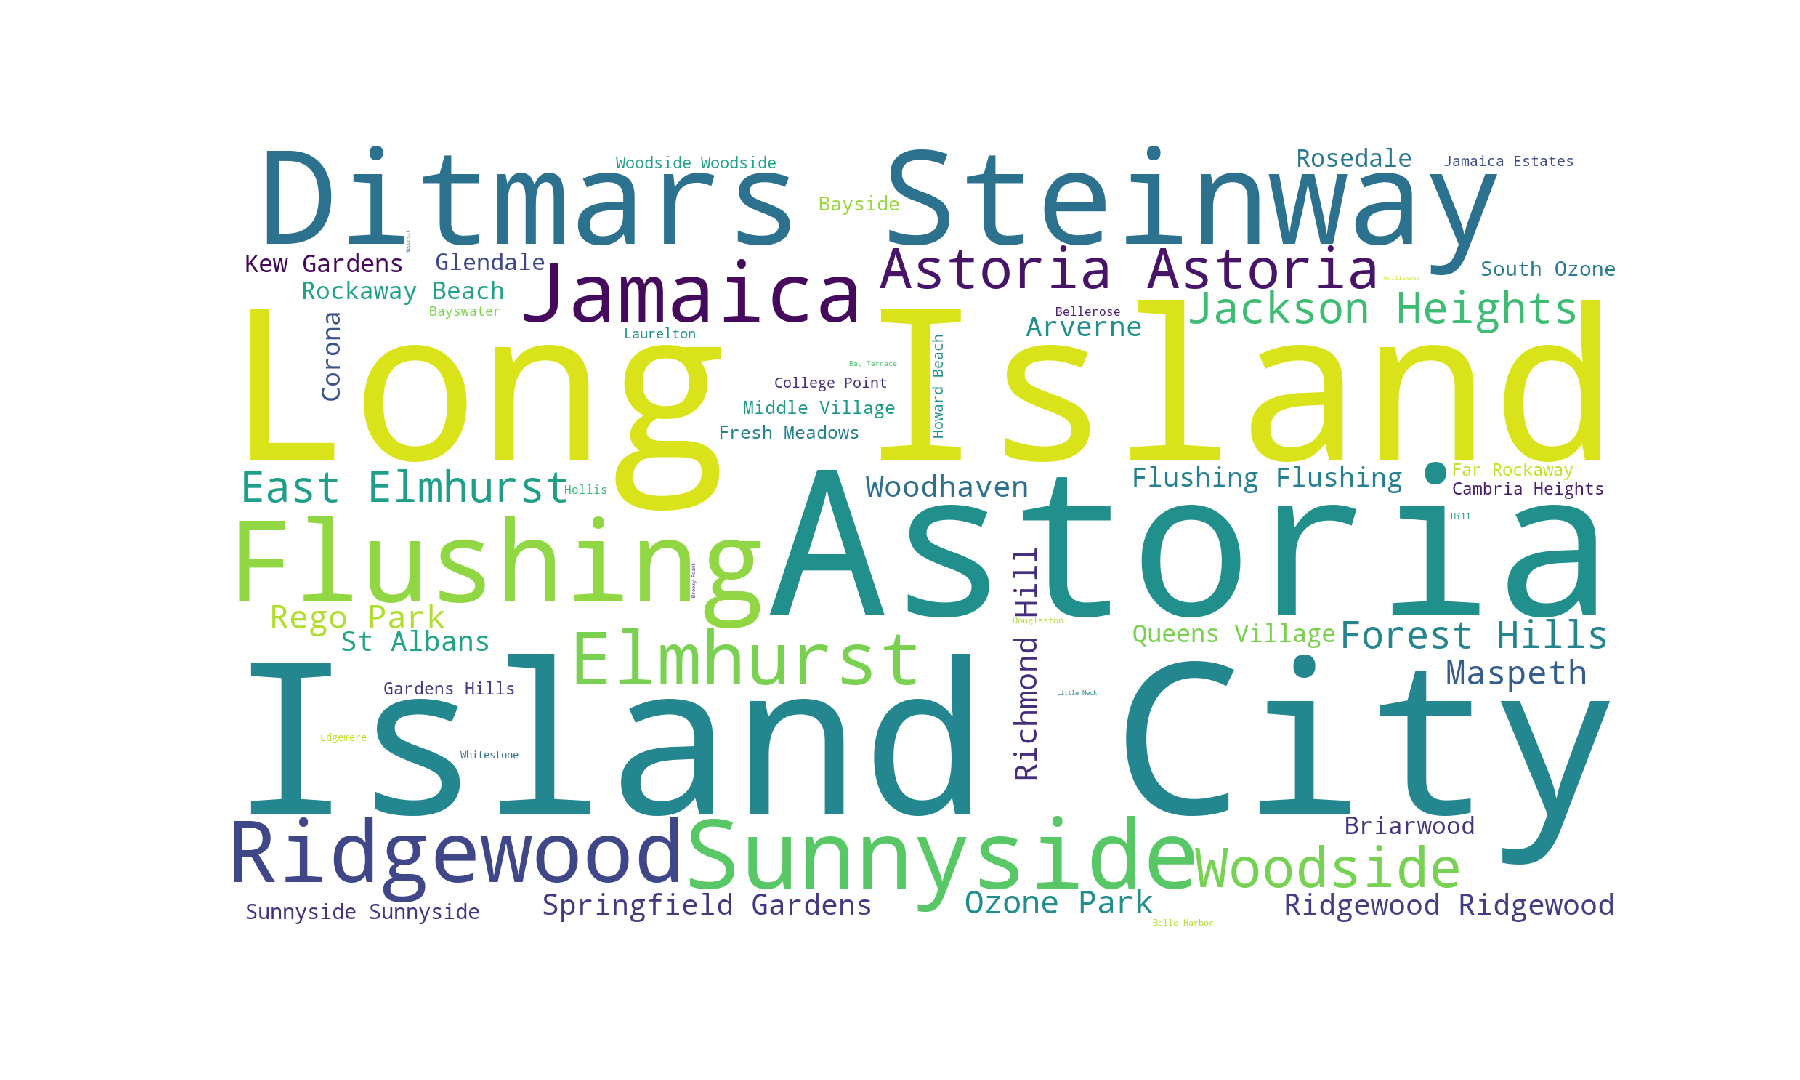 Ditmars Steinway
Woodside Woodside
Bayside
Rosedale
Jamaica Estates
Kew Gardens
Glendale
Rockaway Beach
Bayswater
Jamaica
Astoria Astoria
South Ozone
Jackson Heights
Bellerose
Arverne
Laurelton
Corona
Long Island
Bay Terrace
College Point
Middle Village
Fresh Meadows
Howard Beach
East Elmhurst
Hollis
Woodhaven
Flushing Flushing
Far Rockaway
Cambria Heights
Hill
Flushing
Astoria
Breezy Point
Rego Park
St Albans
Elmhurst
Richmond Hill
Douglaston
Queens Village
Forest Hills
Maspeth
Gardens Hills
Little Neck
Edgemere
Whitestone
Island City
Ridgewood
Sunnyside
Briarwood
Woodside
Sunnyside Sunnyside
Springfield Gardens
Ozone Park
Ridgewood Ridgewood
Belle Harbor